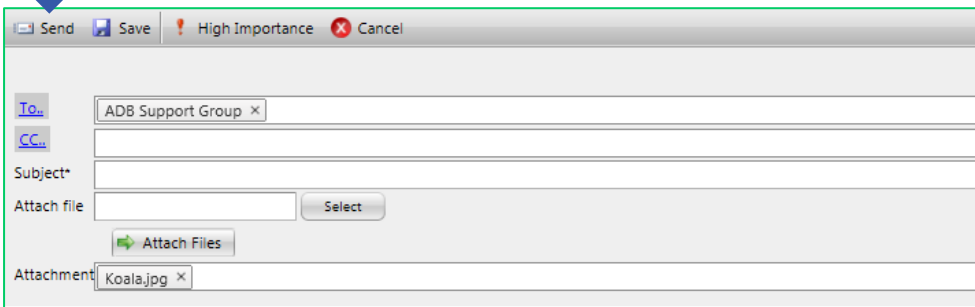 Send Save High Importance Cancel
To.. ADB Support Group ×
CC..
Subject*
Attach file Select
Attach Files
Attachment Koala.jpg ×